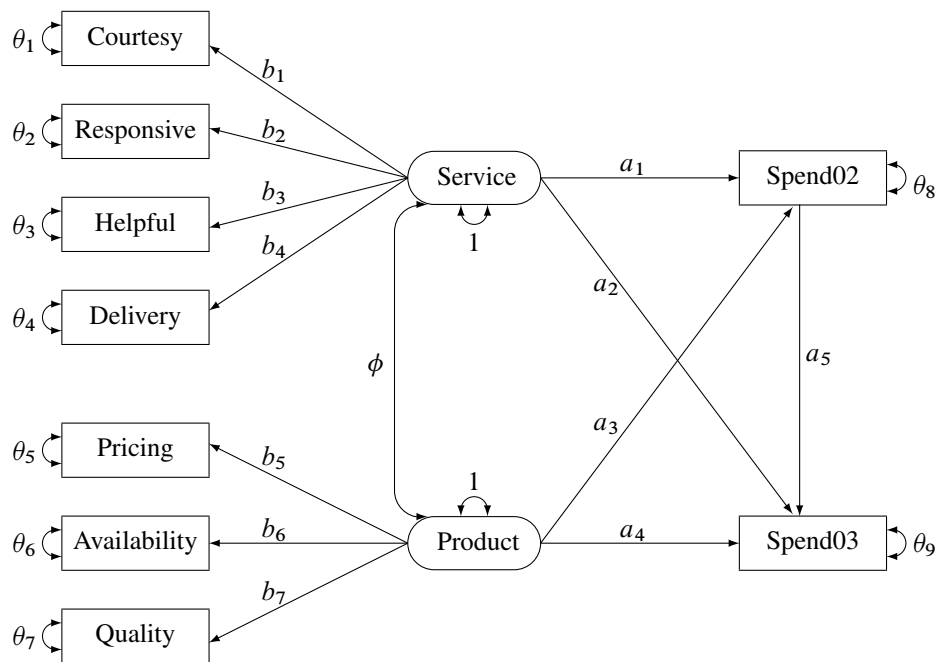 θ₁ Courtesy
b₁
θ₂ Responsive
b₂
Service
a₁
Spend02
θ₈
b₃
θ₃ Helpful
1
b₄
a₂
θ₄ Delivery
ϕ
a₅
a₃
θ₅ Pricing
b₅
1
θ₆ Availability
b₆
Product
a₄
Spend03
θ₉
b₇
θ₇ Quality